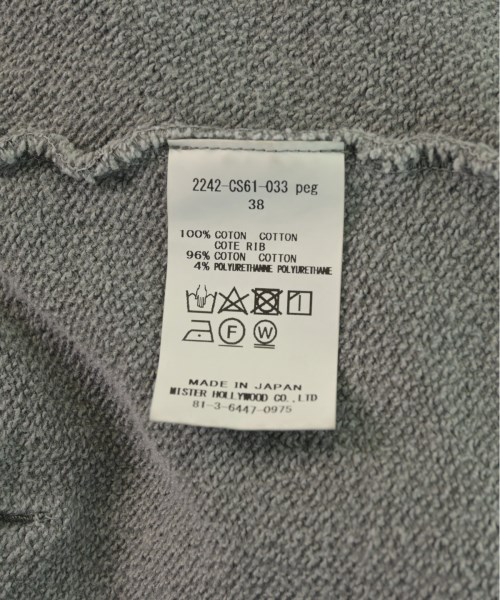 2242-CS61-033 peg
38
100% COTON COTTON
COTE RIB
96% COTON COTTON
4% POLYURETHANNE POLYURETHANE
F W
MADE IN JAPAN
MISTER HOLLYWOOD CO.,LTD
81-3-6447-0975